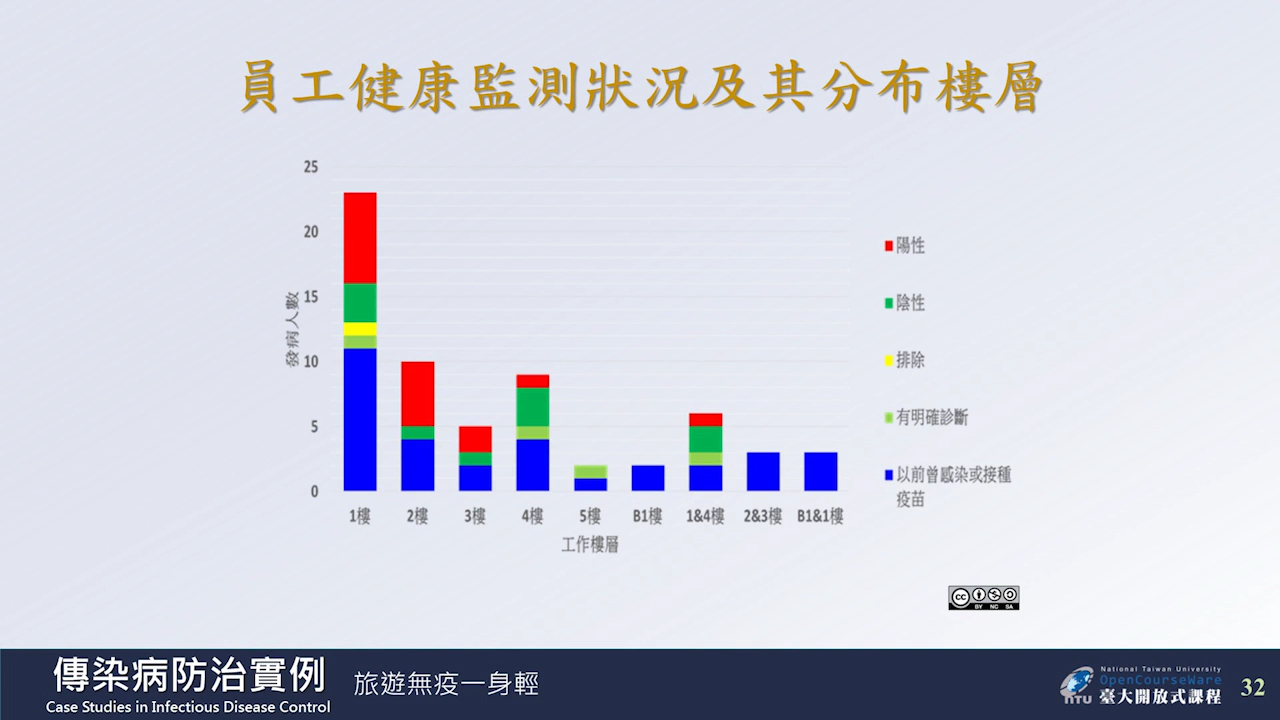 員工健康監測狀況及其分布樓層
25
20
15
10
5
0
發病人數
1樓 2樓 3樓 4樓 5樓 B1樓 1&4樓 2&3樓 B1&1樓
工作樓層
陽性
陰性
排除
有明確診斷
以前曾感染或接種
疫苗
CC BY NC SA
傳染病防治實例
Case Studies in Infectious Disease Control
旅遊無疫一身輕
NTU
National Taiwan University
OpenCourseWare
臺大開放式課程
32